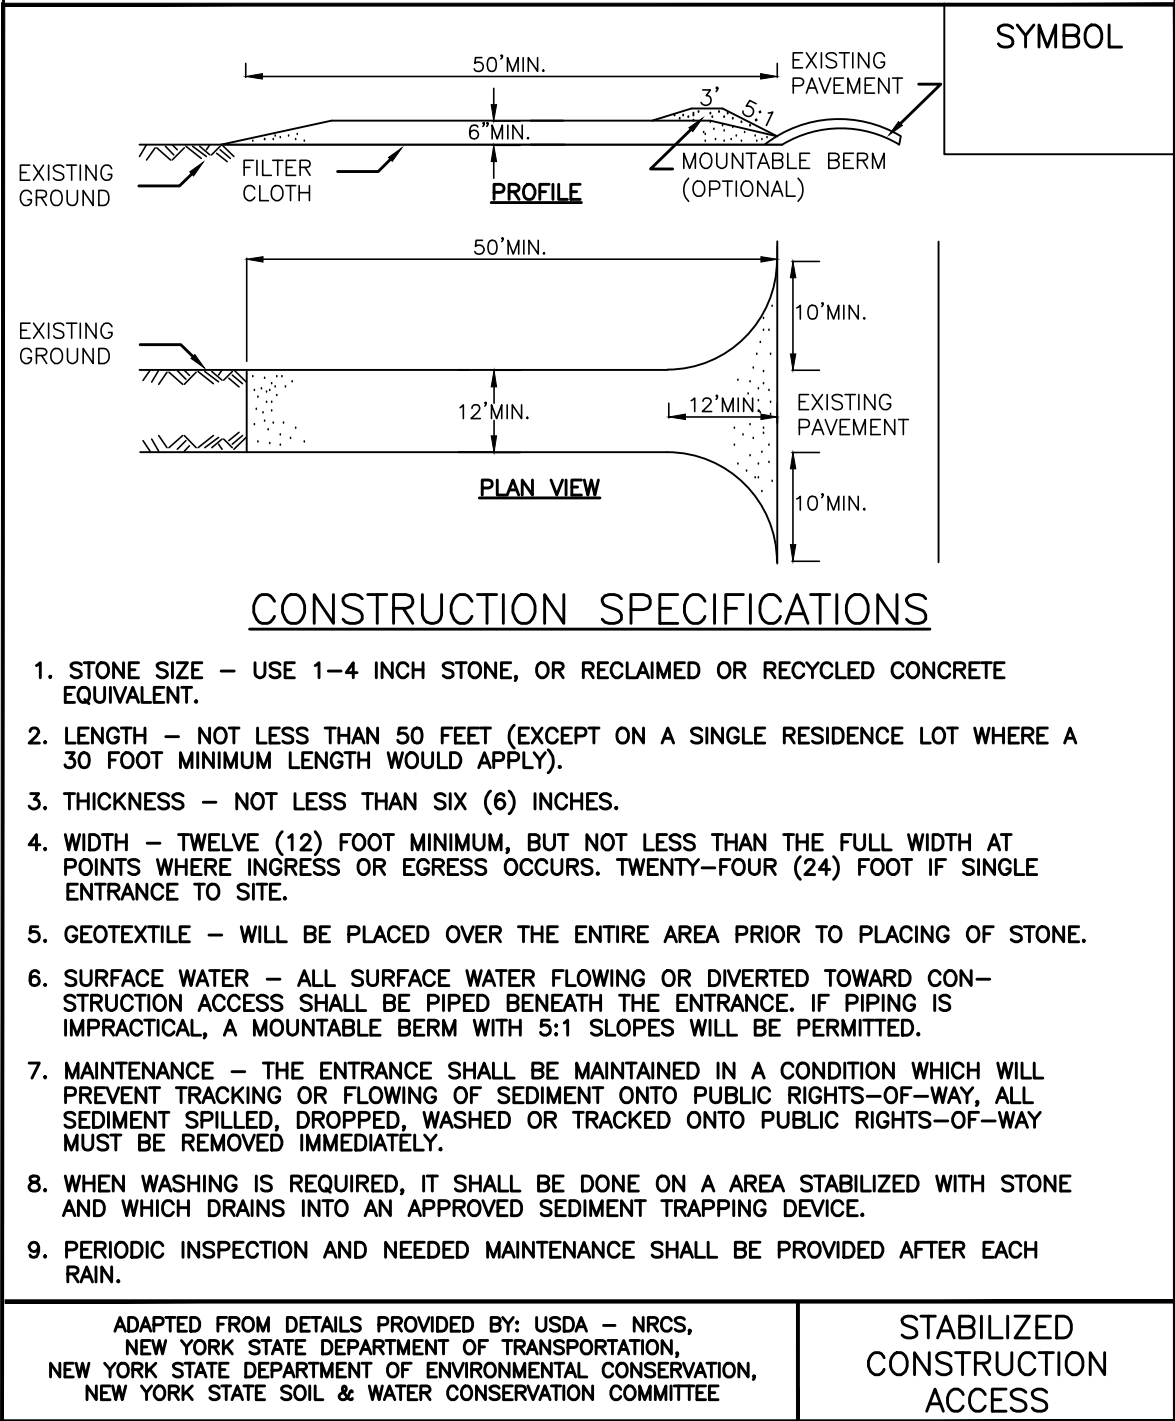 SYMBOL
50'MIN.
EXISTING
PAVEMENT
3'
5:1
6"MIN.
EXISTING
GROUND
FILTER
CLOTH
MOUNTABLE BERM
(OPTIONAL)
PROFILE
50'MIN.
10'MIN.
EXISTING
GROUND
12'MIN.
12'MIN.
EXISTING
PAVEMENT
PLAN VIEW
10'MIN.
CONSTRUCTION SPECIFICATIONS
1. STONE SIZE – USE 1–4 INCH STONE, OR RECLAIMED OR RECYCLED CONCRETE
EQUIVALENT.
2. LENGTH – NOT LESS THAN 50 FEET (EXCEPT ON A SINGLE RESIDENCE LOT WHERE A
30 FOOT MINIMUM LENGTH WOULD APPLY).
3. THICKNESS – NOT LESS THAN SIX (6) INCHES.
4. WIDTH – TWELVE (12) FOOT MINIMUM, BUT NOT LESS THAN THE FULL WIDTH AT
POINTS WHERE INGRESS OR EGRESS OCCURS. TWENTY–FOUR (24) FOOT IF SINGLE
ENTRANCE TO SITE.
5. GEOTEXTILE – WILL BE PLACED OVER THE ENTIRE AREA PRIOR TO PLACING OF STONE.
6. SURFACE WATER – ALL SURFACE WATER FLOWING OR DIVERTED TOWARD CON–
STRUCTION ACCESS SHALL BE PIPED BENEATH THE ENTRANCE. IF PIPING IS
IMPRACTICAL, A MOUNTABLE BERM WITH 5:1 SLOPES WILL BE PERMITTED.
7. MAINTENANCE – THE ENTRANCE SHALL BE MAINTAINED IN A CONDITION WHICH WILL
PREVENT TRACKING OR FLOWING OF SEDIMENT ONTO PUBLIC RIGHTS–OF–WAY, ALL
SEDIMENT SPILLED, DROPPED, WASHED OR TRACKED ONTO PUBLIC RIGHTS–OF–WAY
MUST BE REMOVED IMMEDIATELY.
8. WHEN WASHING IS REQUIRED, IT SHALL BE DONE ON A AREA STABILIZED WITH STONE
AND WHICH DRAINS INTO AN APPROVED SEDIMENT TRAPPING DEVICE.
9. PERIODIC INSPECTION AND NEEDED MAINTENANCE SHALL BE PROVIDED AFTER EACH
RAIN.
ADAPTED FROM DETAILS PROVIDED BY: USDA – NRCS,
NEW YORK STATE DEPARTMENT OF TRANSPORTATION,
NEW YORK STATE DEPARTMENT OF ENVIRONMENTAL CONSERVATION,
NEW YORK STATE SOIL & WATER CONSERVATION COMMITTEE
STABILIZED
CONSTRUCTION
ACCESS